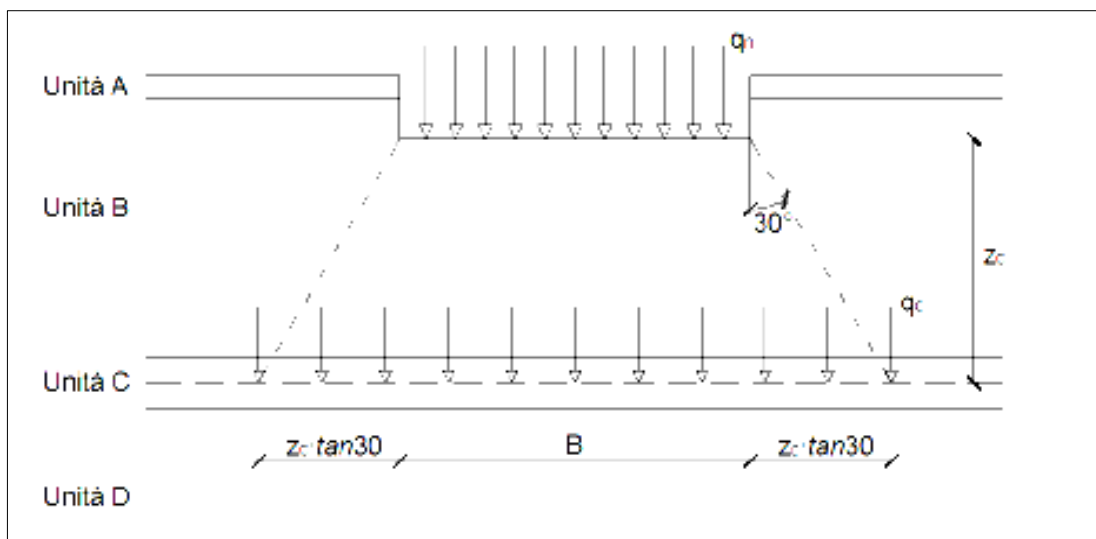 qn
Unità A
Unità B
30°
zc
qc
Unità C
zc·tan30
B
zc·tan30
Unità D